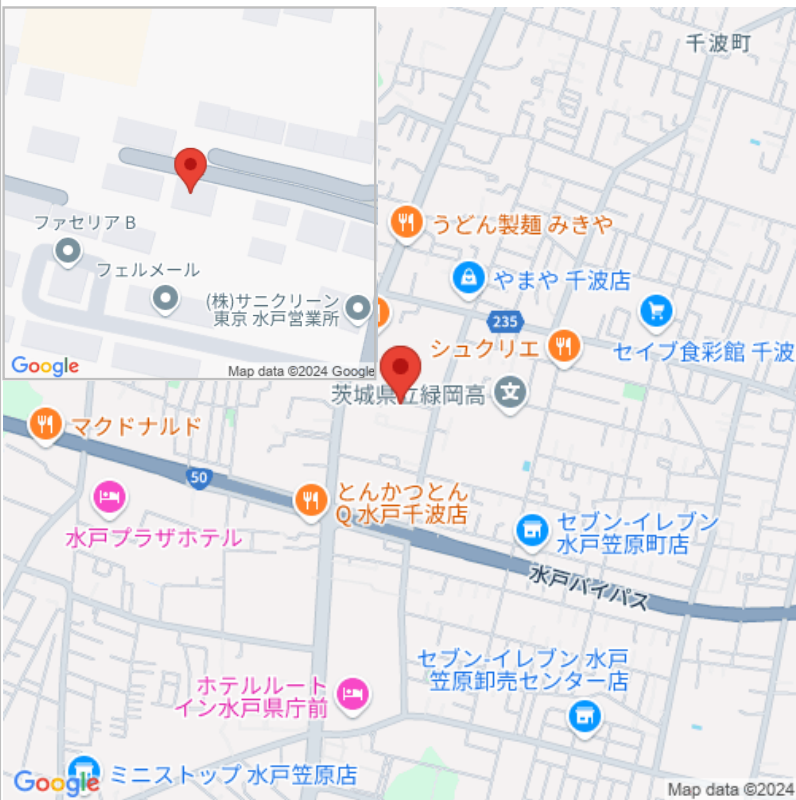 ファセリア B
フェルメール
(株)サニクリーン
東京 水戸営業所
Google
Map data ©2024 Google
千波町
うどん製麺 みきや
やまや 千波店
235
シュクリエ
セイブ食彩館 千波
茨城県立緑岡高
マクドナルド
50
とんかつとん
Q 水戸千波店
水戸プラザホテル
セブン-イレブン
水戸笠原町店
水戸バイパス
セブン-イレブン 水戸
笠原卸売センター店
ホテルルート
イン水戸県庁前
ミニストップ 水戸笠原店
Google
Map data ©2024